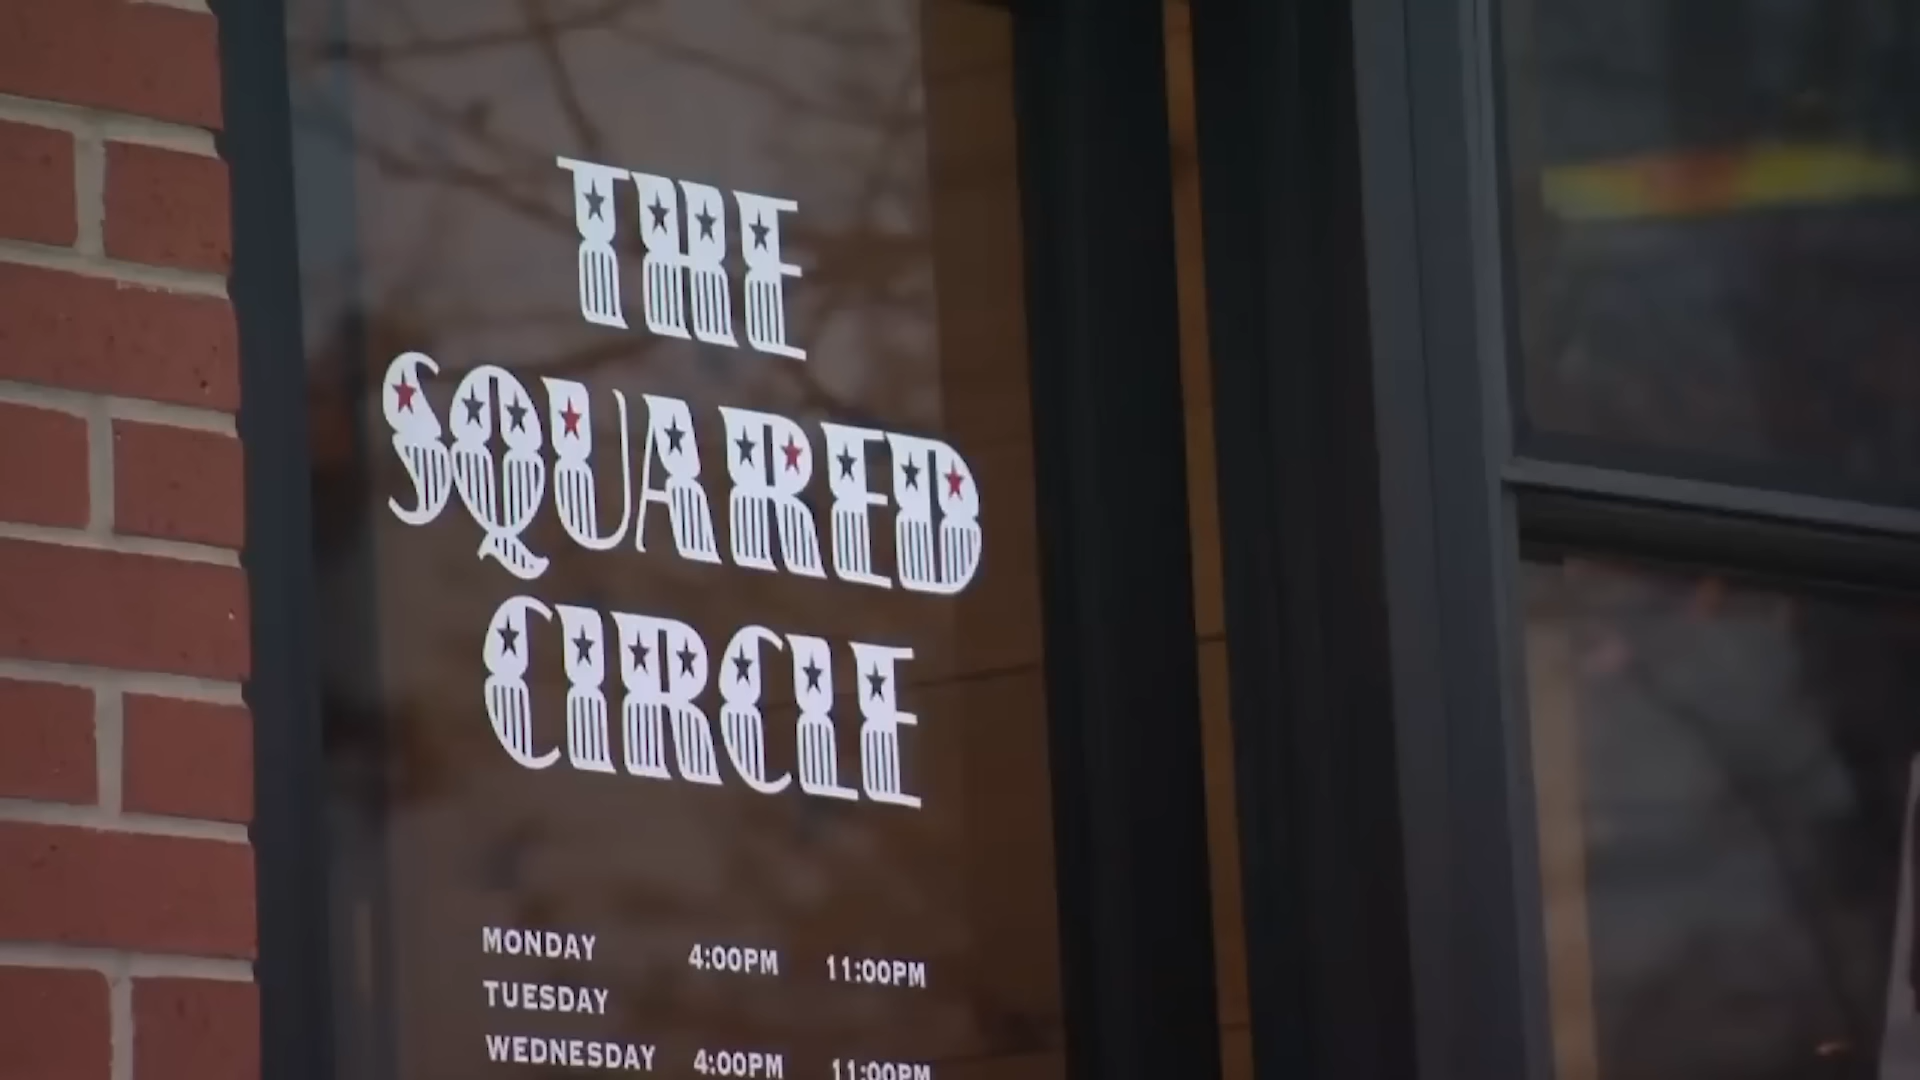 THE
SQUARED
CIRCLE
MONDAY 4:00PM 11:00PM
TUESDAY
WEDNESDAY 4:00PM 11:00PM